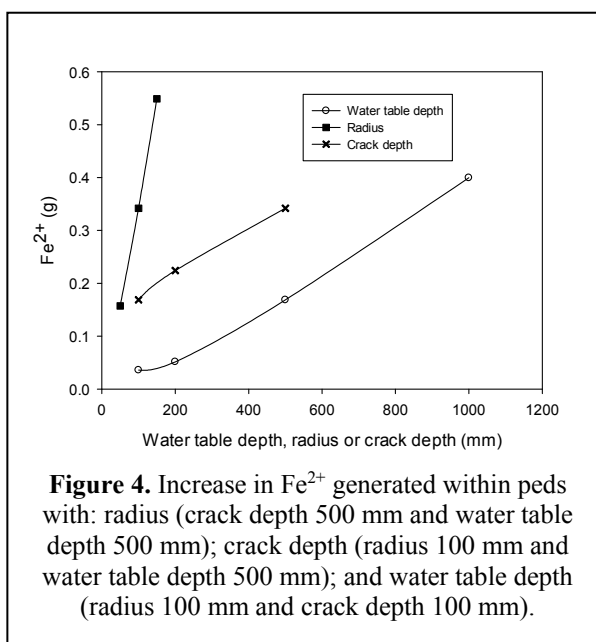 0.6
0.5
0.4
0.3
0.2
0.1
0.0
Fe²⁺ (g)
Water table depth
Radius
Crack depth
0 200 400 600 800 1000 1200
Water table depth, radius or crack depth (mm)
Figure 4. Increase in Fe²⁺ generated within peds
with: radius (crack depth 500 mm and water table
depth 500 mm); crack depth (radius 100 mm and
water table depth 500 mm); and water table depth
(radius 100 mm and crack depth 100 mm).